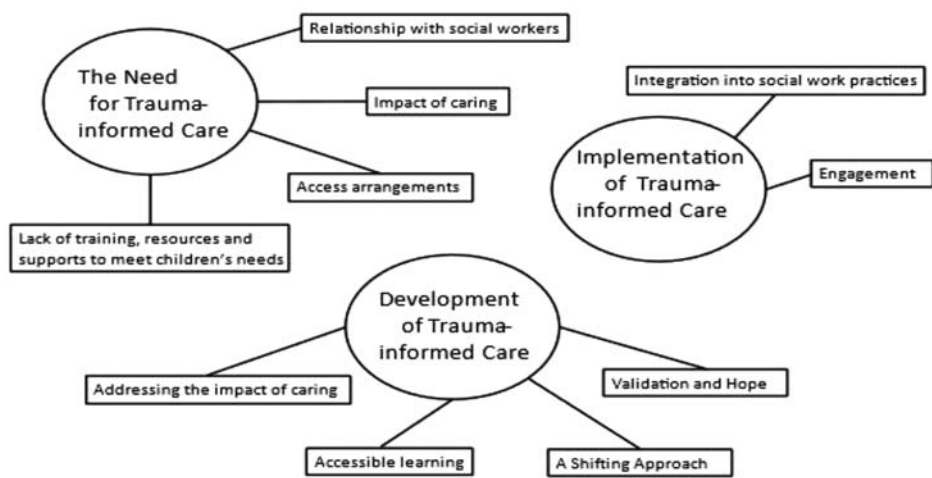 The Need
for Trauma-
informed Care
Relationship with social workers
Impact of caring
Access arrangements
Lack of training, resources and
supports to meet children's needs
Integration into social work practices
Implementation
of Trauma-
informed Care
Engagement
Development
of Trauma-
informed Care
Addressing the impact of caring
Accessible learning
A Shifting Approach
Validation and Hope